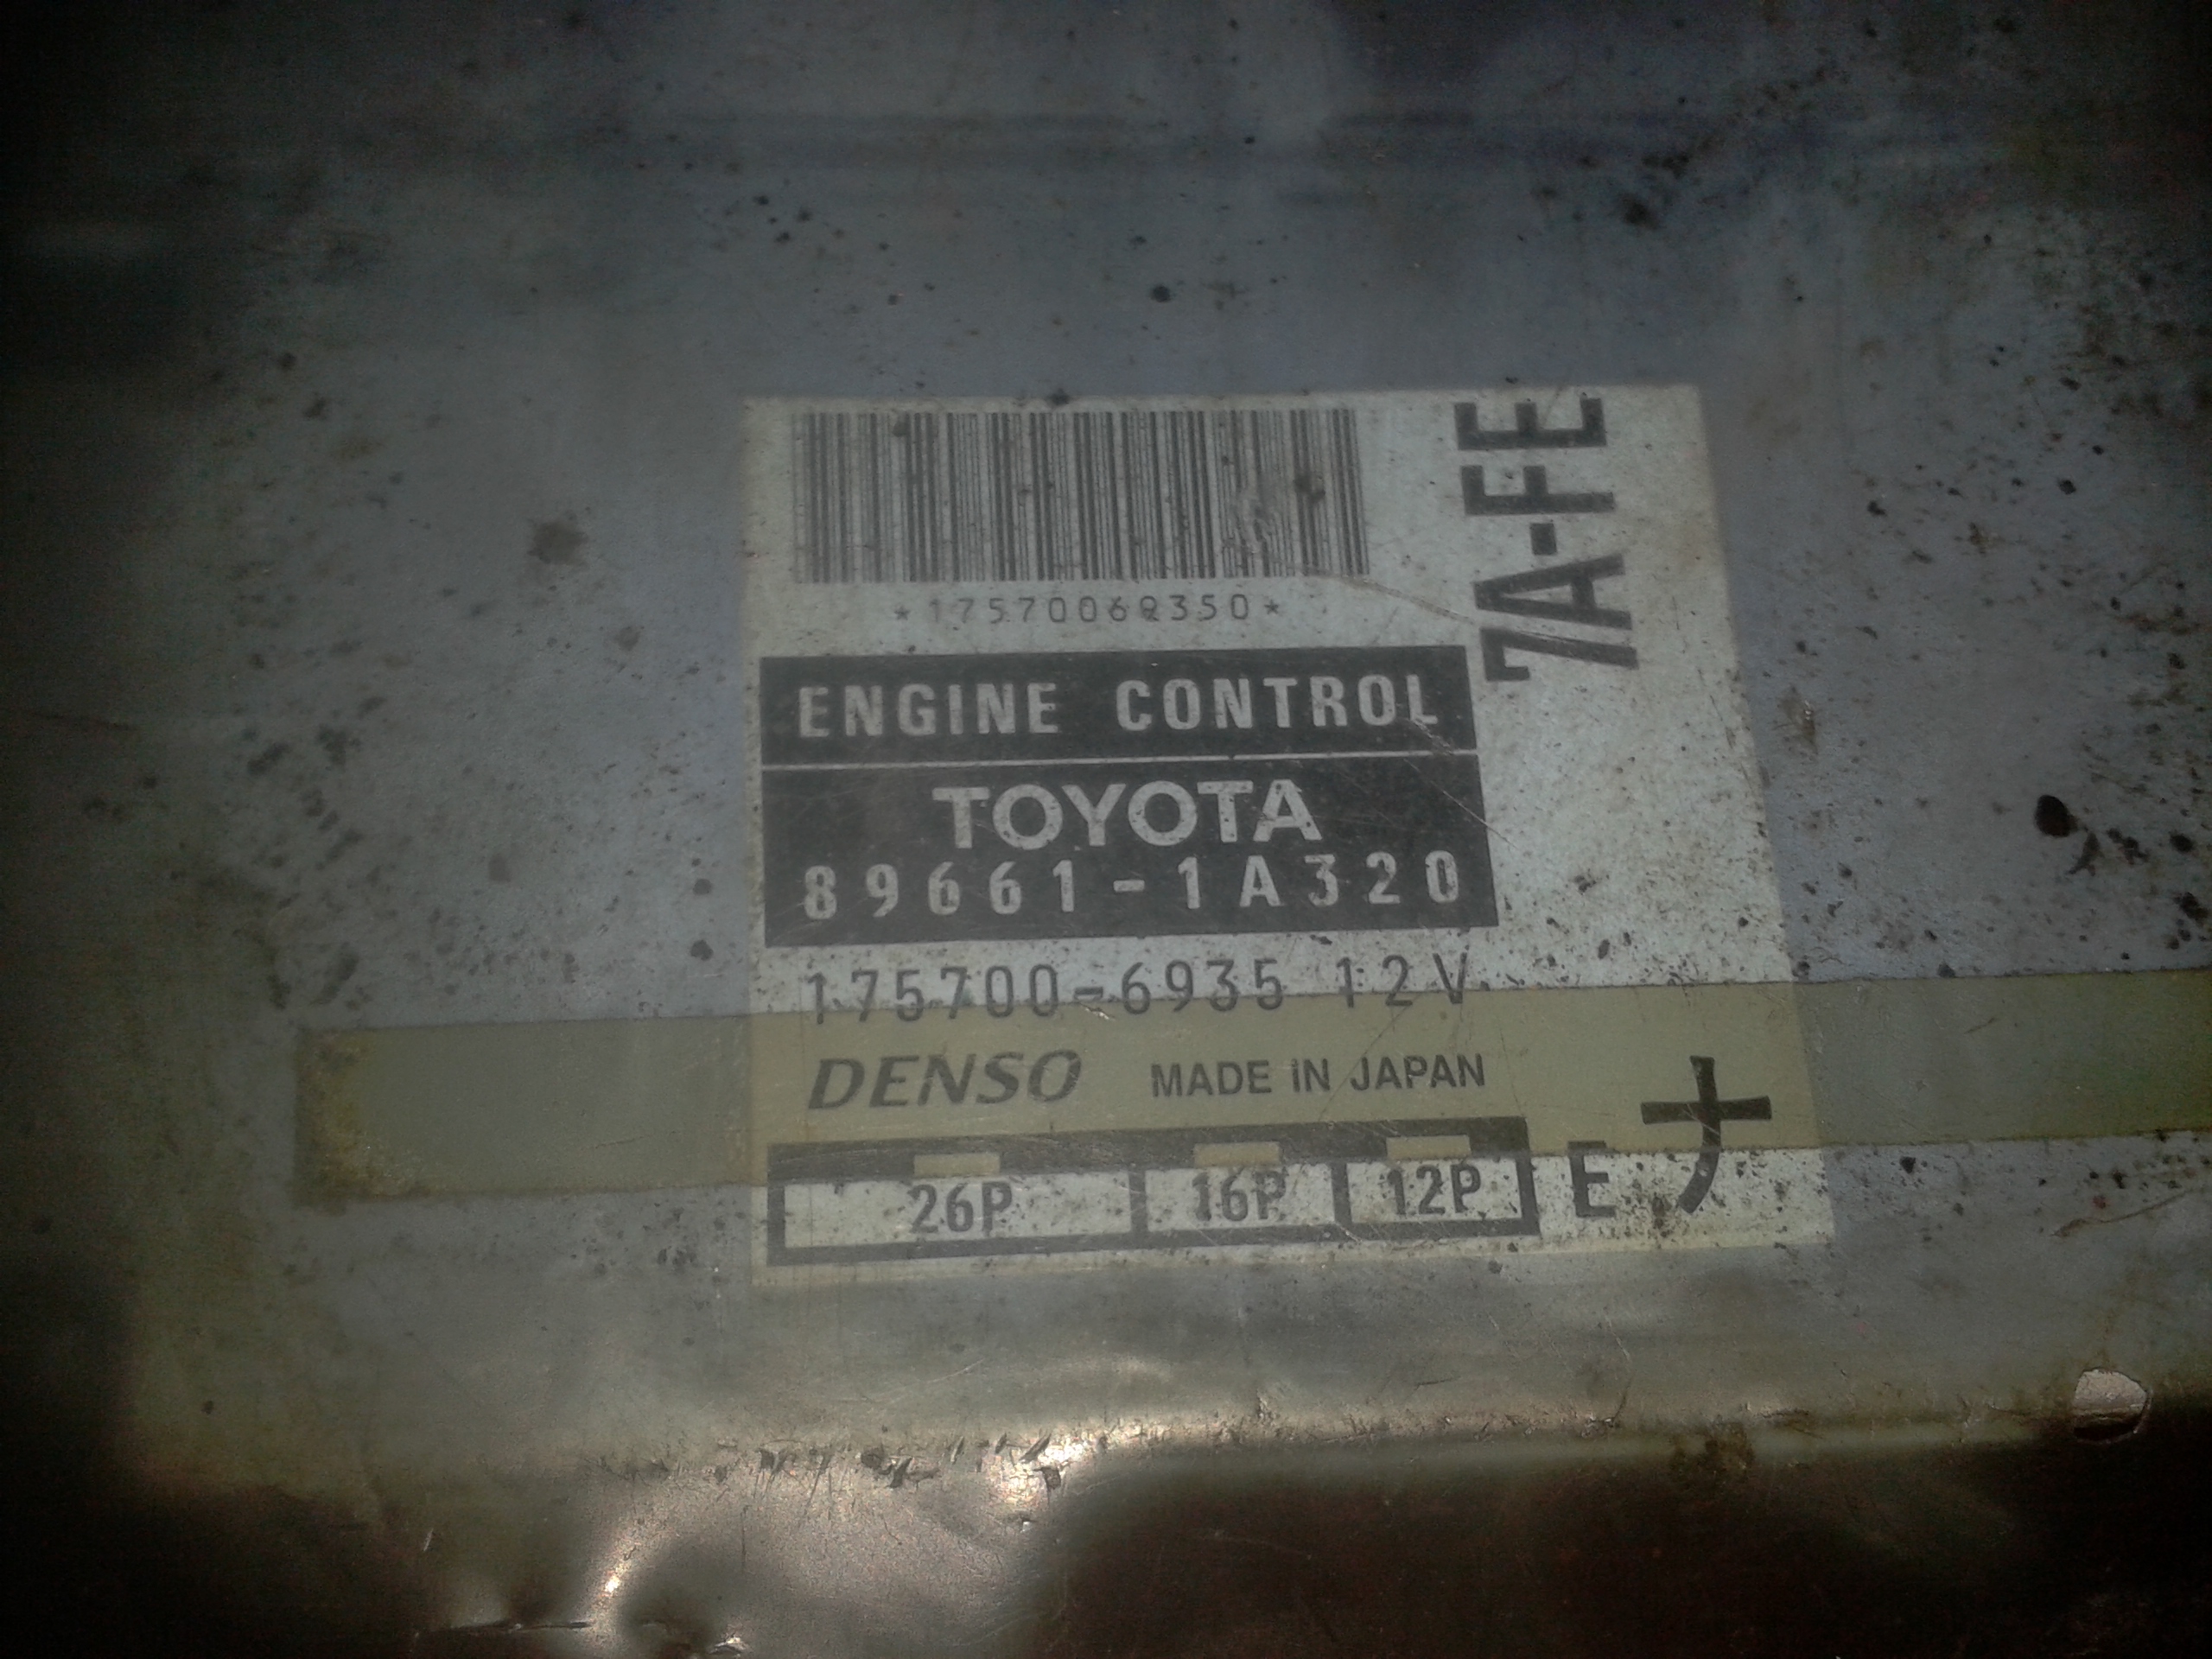 *17570069350*
7A-FE
ENGINE CONTROL
TOYOTA
89661-1A320
175700-6935 12V
DENSO MADE IN JAPAN
26P 16P 12P E ナ